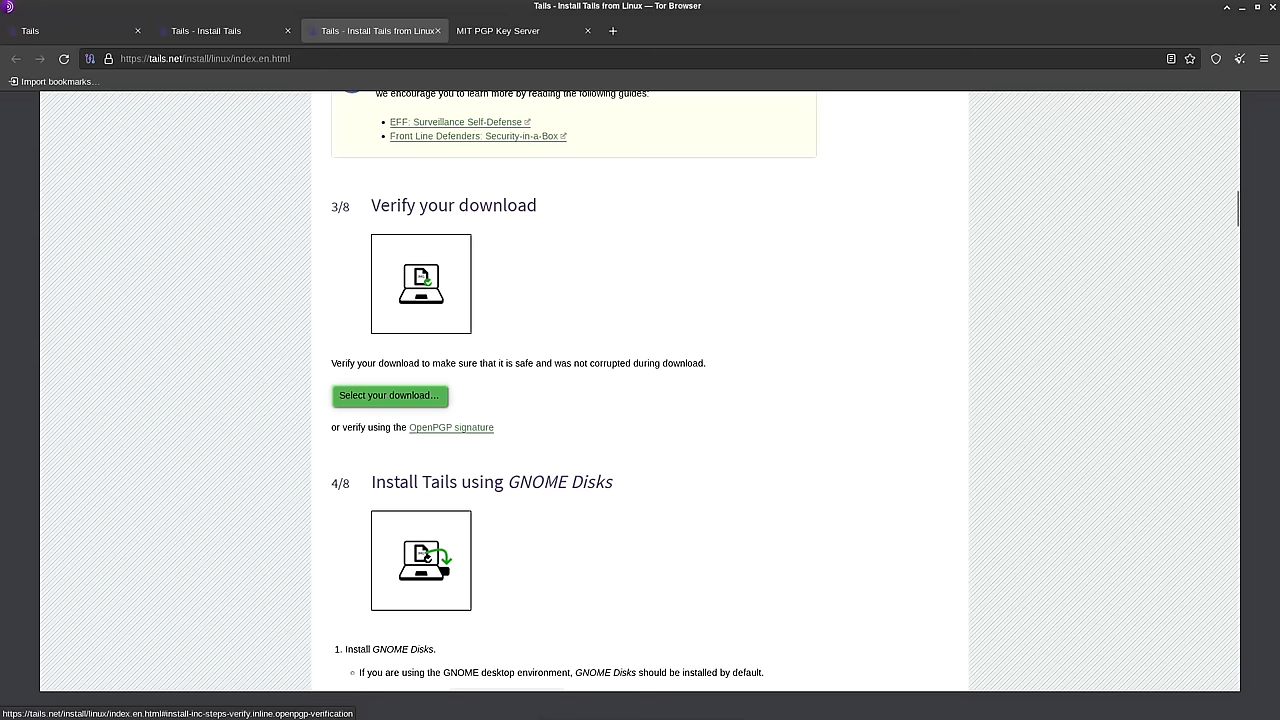 Tails - Install Tails from Linux — Tor Browser
Tails
Tails - Install Tails
Tails - Install Tails from Linux
MIT PGP Key Server
https://tails.net/install/linux/index.en.html
Import bookmarks…
we encourage you to learn more by reading the following guides:
• EFF: Surveillance Self-Defense
• Front Line Defenders: Security-in-a-Box
3/8 Verify your download
Verify your download to make sure that it is safe and was not corrupted during download.
Select your download…
or verify using the OpenPGP signature
4/8 Install Tails using GNOME Disks
1. Install GNOME Disks.
○ If you are using the GNOME desktop environment, GNOME Disks should be installed by default.
https://tails.net/install/linux/index.en.html#install-inc-steps-verify.inline.openpgp-verification